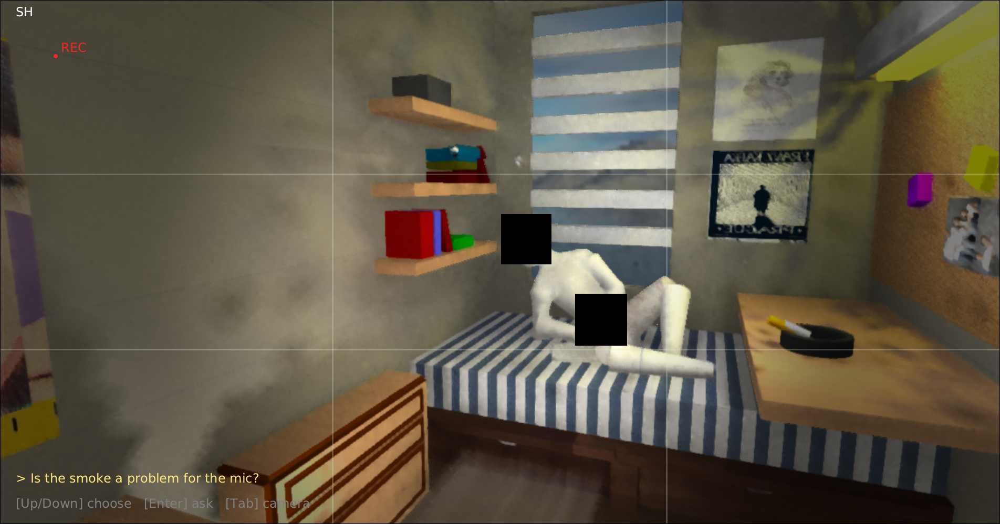 SH
REC
> Is the smoke a problem for the mic?
[Up/Down] choose [Enter] ask [Tab] camera